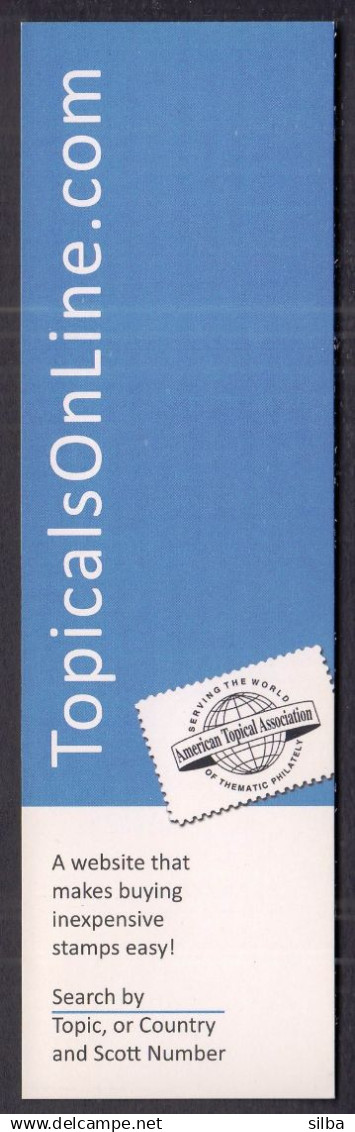 TopicalsOnLine.com
SERVING THE WORLD
American Topical Association
OF THEMATIC PHILATELY
A website that
makes buying
inexpensive
stamps easy!
Search by
Topic, or Country
and Scott Number
delcampe.net
silba